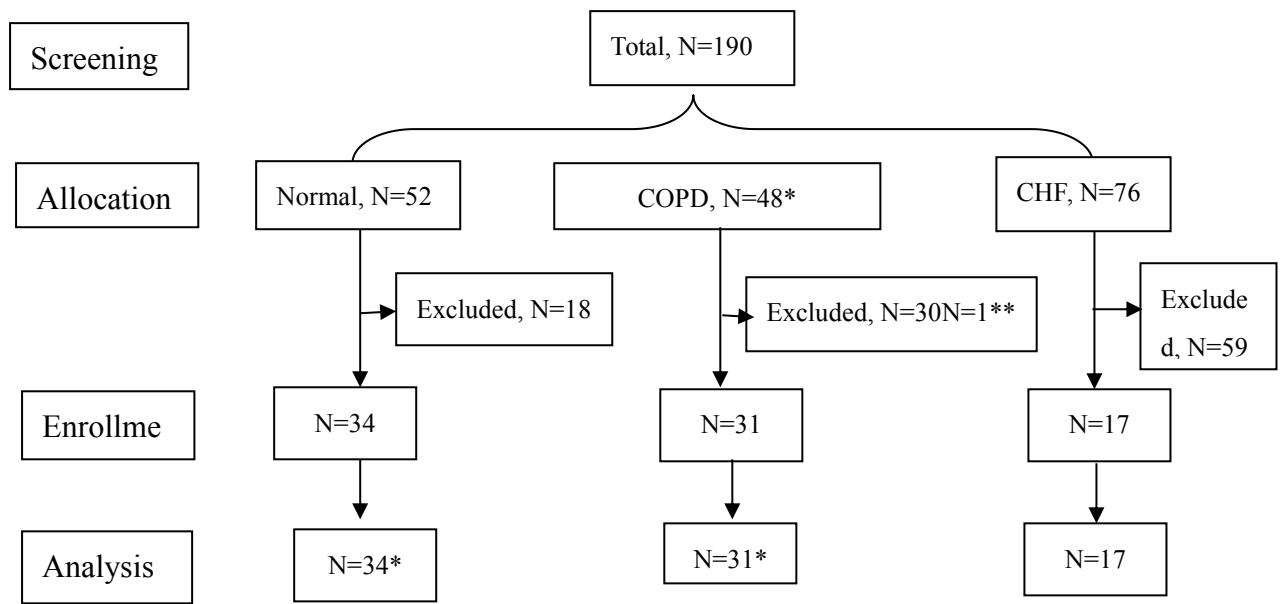 Screening
Total, N=190
Allocation
Normal, N=52
COPD, N=48*
CHF, N=76
Excluded, N=18
Excluded, N=30N=1**
Exclude
d, N=59
Enrollme
N=34
N=31
N=17
Analysis
N=34*
N=31*
N=17